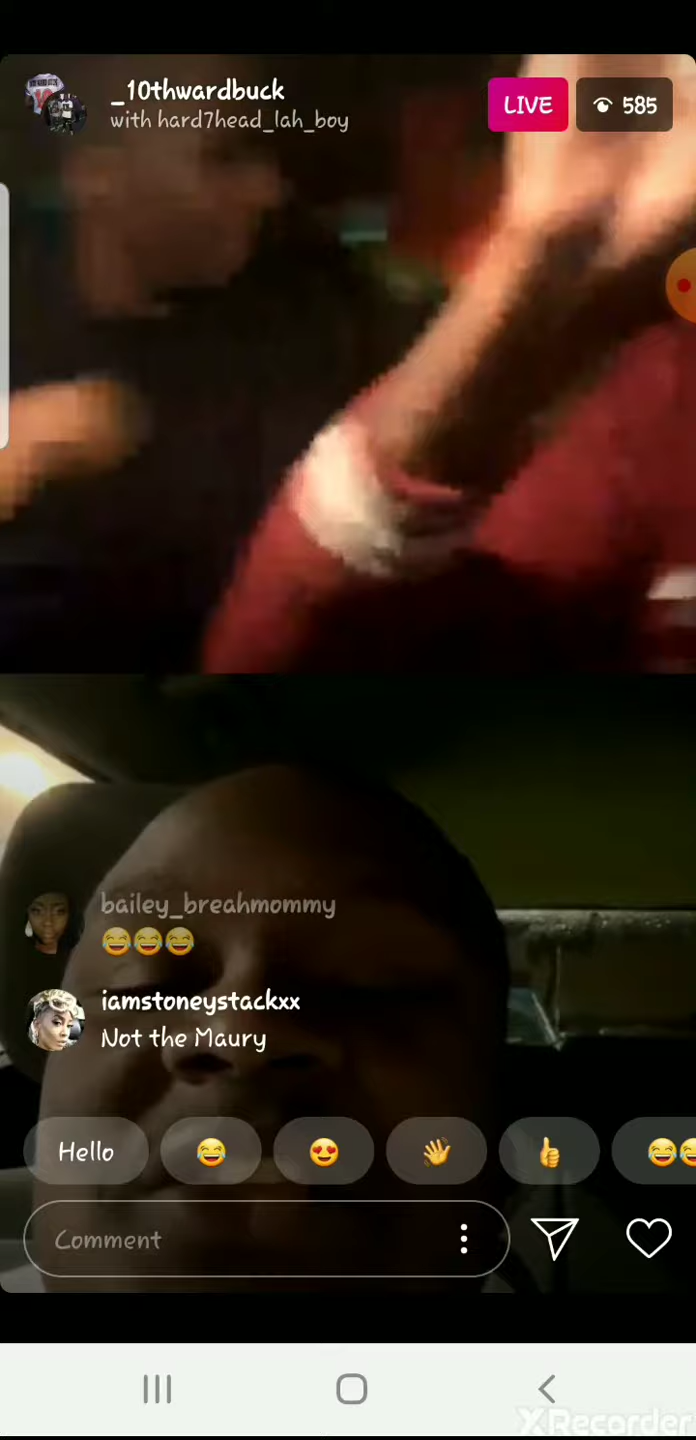 _10thwardbuck
with hard7head_lah_boy
LIVE
585
bailey_breahmommy
😂😂😂
iamstoneystackxx
Not the Maury
Hello
😂
😍
👋
👍
😂😂
Comment
XRecorder